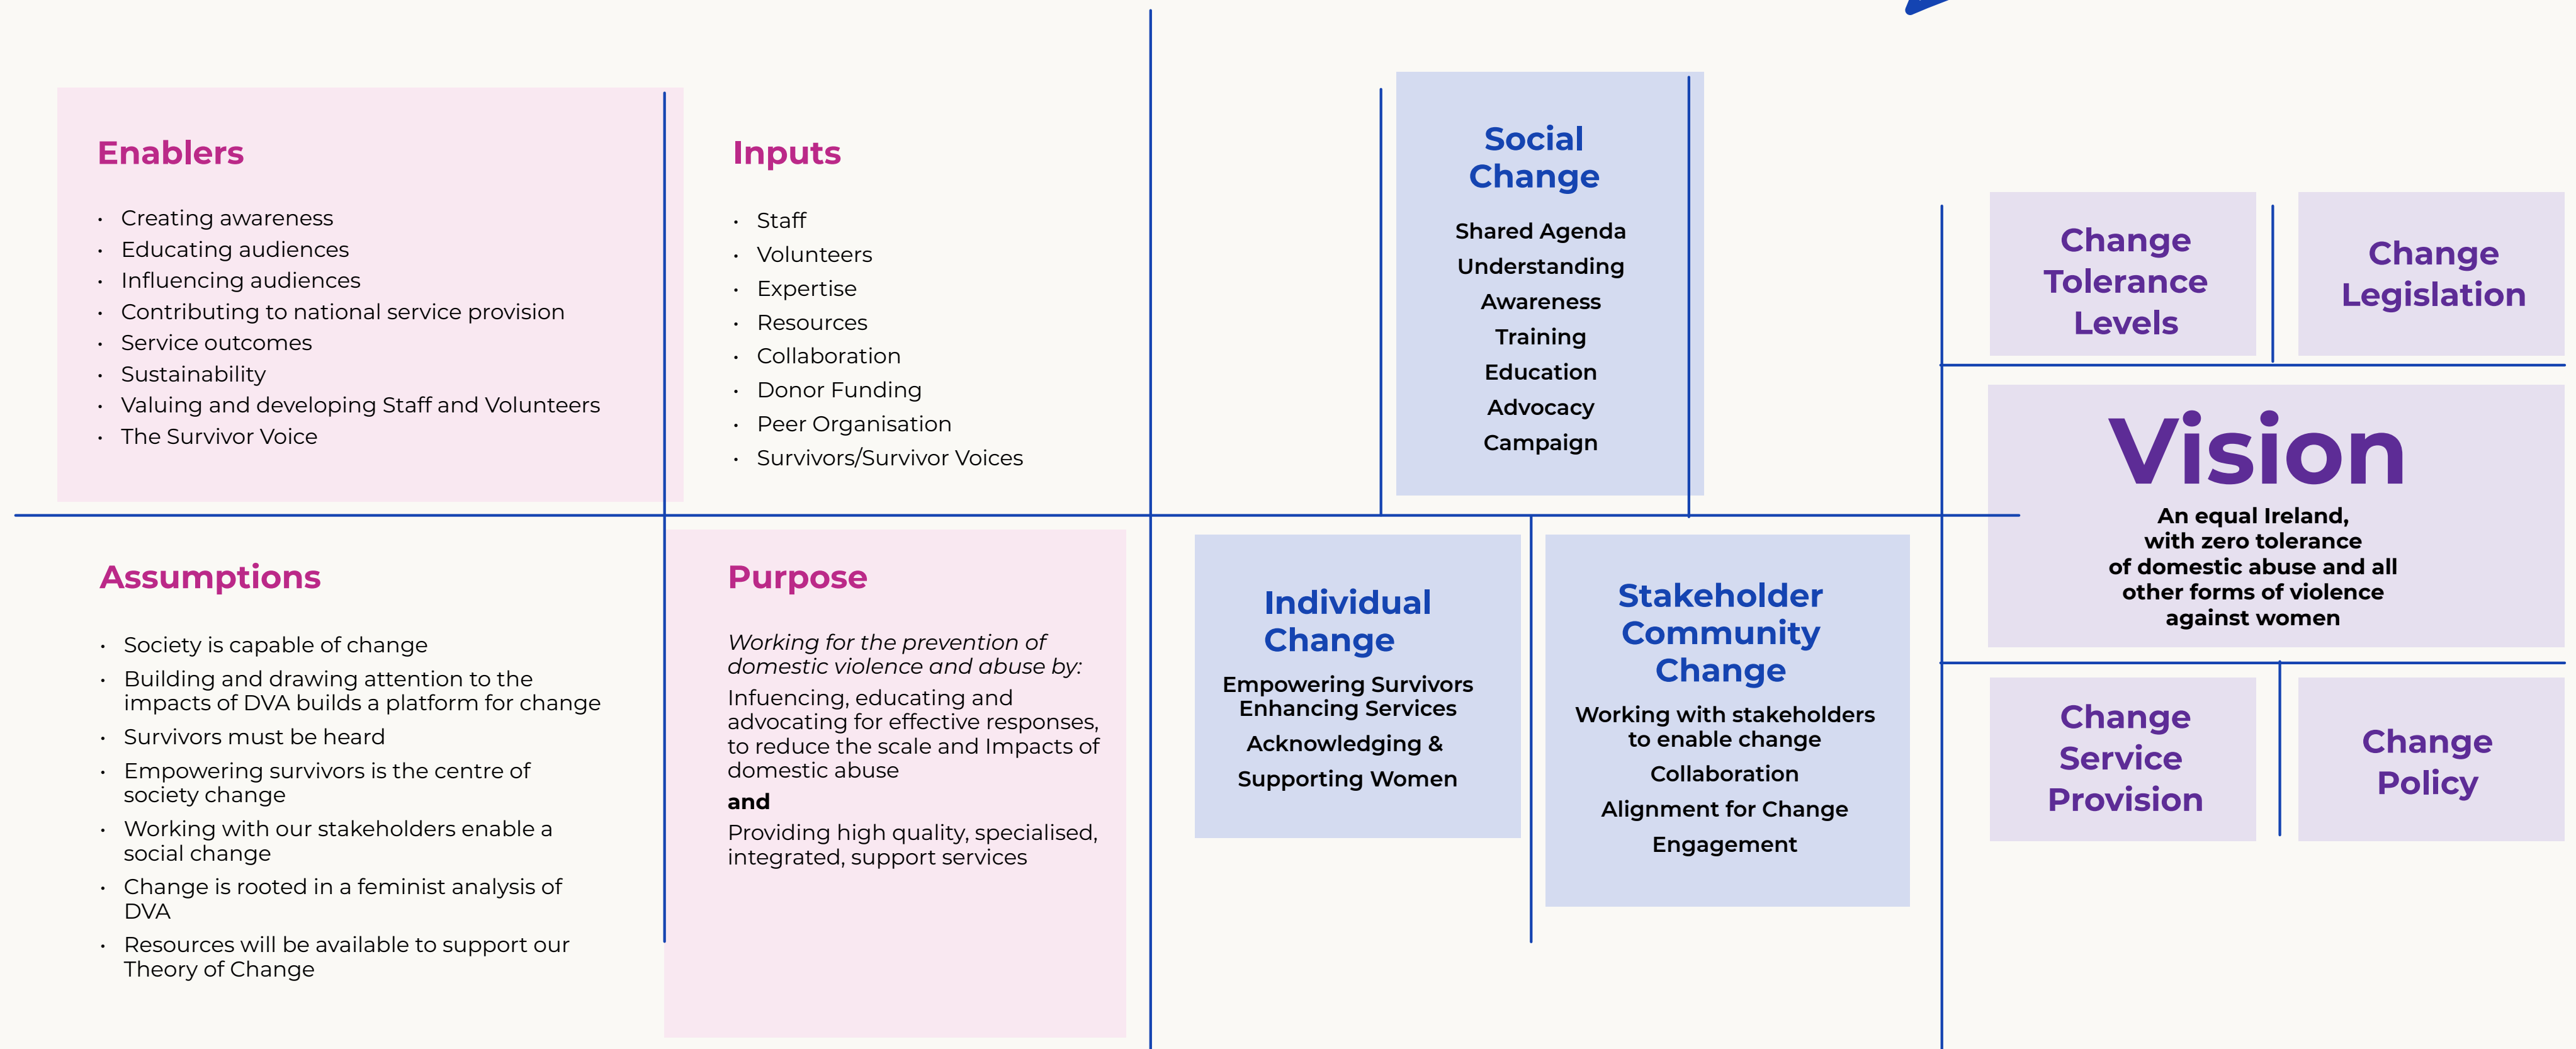 Enablers
• Creating awareness
• Educating audiences
• Influencing audiences
• Contributing to national service provision
• Service outcomes
• Sustainability
• Valuing and developing Staff and Volunteers
• The Survivor Voice
Inputs
• Staff
• Volunteers
• Expertise
• Resources
• Collaboration
• Donor Funding
• Peer Organisation
• Survivors/Survivor Voices
Assumptions
• Society is capable of change
• Building and drawing attention to the
impacts of DVA builds a platform for change
• Survivors must be heard
• Empowering survivors is the centre of
society change
• Working with our stakeholders enable a
social change
• Change is rooted in a feminist analysis of
DVA
• Resources will be available to support our
Theory of Change
Purpose
Working for the prevention of
domestic violence and abuse by:
Infuencing, educating and
advocating for effective responses,
to reduce the scale and Impacts of
domestic abuse
and
Providing high quality, specialised,
integrated, support services
Social
Change
Shared Agenda
Understanding
Awareness
Training
Education
Advocacy
Campaign
Individual
Change
Empowering Survivors
Enhancing Services
Acknowledging &
Supporting Women
Stakeholder
Community
Change
Working with stakeholders
to enable change
Collaboration
Alignment for Change
Engagement
Change
Tolerance
Levels
Change
Legislation
Vision
An equal Ireland,
with zero tolerance
of domestic abuse and all
other forms of violence
against women
Change
Service
Provision
Change
Policy